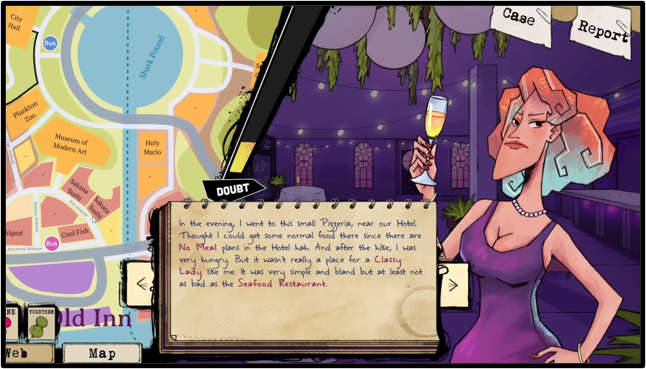 City
Hall
Bus
Shark Pound
Plankton
Zoo
Museum of
Modern Art
Holy
Mario
Sakana
Sushi
Sakura
Sushi
Cool Fish
Bus
Old Inn
TOGETHER
Web
Map
Case
Report
DOUBT
In the evening, I went to this small Pizzeria, near our Hotel.
Thought I could get some normal food there since there are
No Meal plans in the Hotel hah. And after the hike, I was
very hungry. But it wasn't really a place for a Classy
Lady like me. It was very simple and bland but at least not
as bad as the Seafood Restaurant.